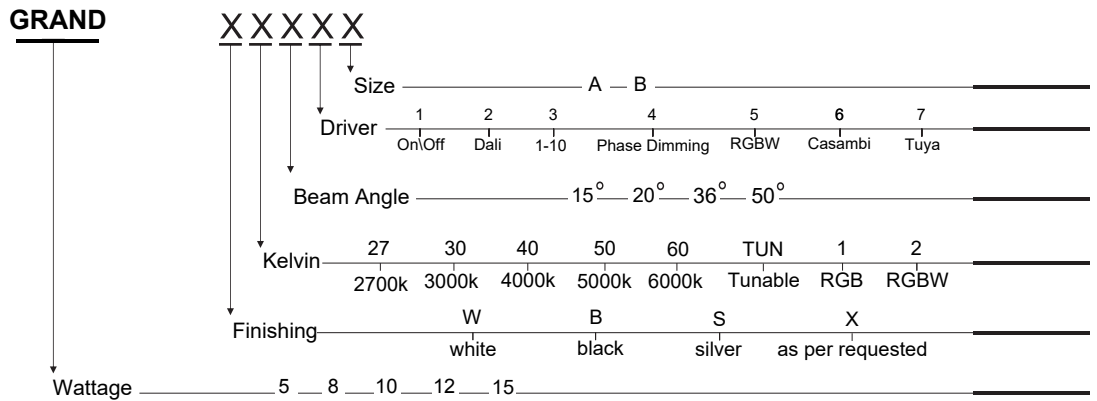 GRAND X X X X X
Size A B
1 2 3 4 5 6 7
Driver
On\Off Dali 1-10 Phase Dimming RGBW Casambi Tuya
Beam Angle 15° 20° 36° 50°
27 30 40 50 60 TUN 1 2
Kelvin
2700k 3000k 4000k 5000k 6000k Tunable RGB RGBW
W B S X
Finishing
white black silver as per requested
Wattage 5 8 10 12 15